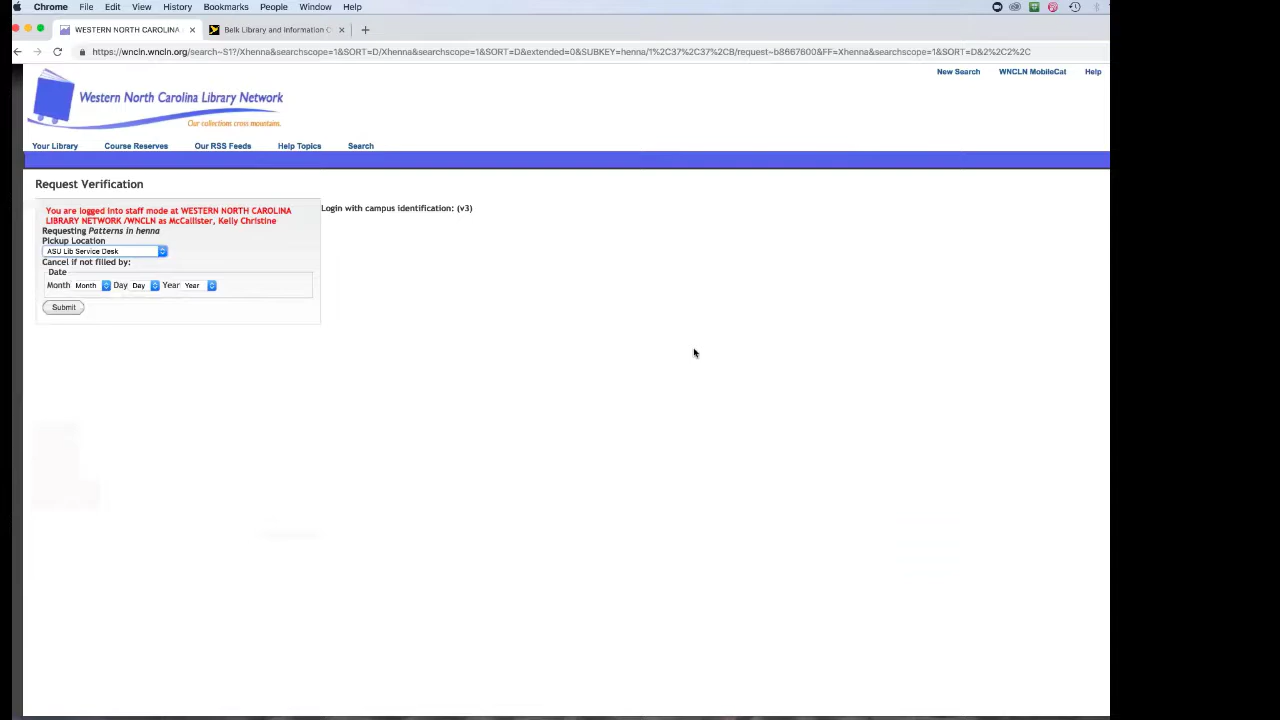 Chrome File Edit View History Bookmarks People Window Help
WESTERN NORTH CAROLINA × Belk Library and Information C × +
https://wncln.wncln.org/search~S1?/Xhenna&searchscope=1&SORT=D/Xhenna&searchscope=1&SORT=D&extended=0&SUBKEY=henna/1%2C37%2C37%2CB/request~b8667600&FF=Xhenna&searchscope=1&SORT=D&2%2C2%2C
New Search WNCLN MobileCat Help
Western North Carolina Library Network
Our collections cross mountains.
Your Library Course Reserves Our RSS Feeds Help Topics Search
Request Verification
You are logged into staff mode at WESTERN NORTH CAROLINA
LIBRARY NETWORK /WNCLN as McCallister, Kelly Christine
Login with campus identification: (v3)
Requesting Patterns in henna
Pickup Location
ASU Lib Service Desk
Cancel if not filled by:
Date
Month Month Day Day Year Year
Submit